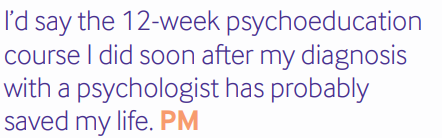 I’d say the 12-week psychoeducation
course I did soon after my diagnosis
with a psychologist has probably
saved my life. PM